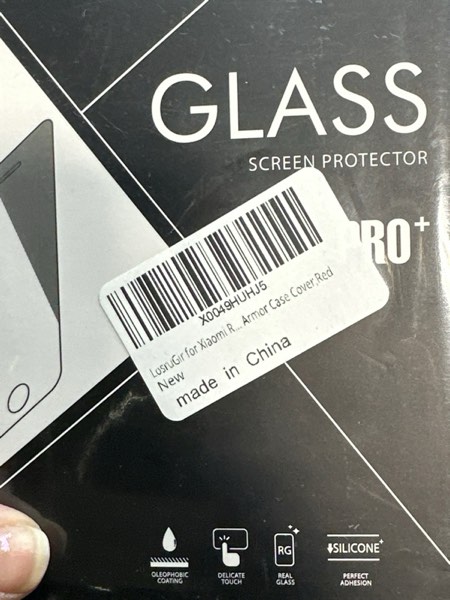 GLASS
SCREEN PROTECTOR
PRO+
X0049HUHJ5
LosruGir for Xiaomi R... Armor Case Cover,Red
New
made in China
OLEOPHOBIC
COATING
DELICATE
TOUCH
RG
REAL
GLASS
SILICONE+
PERFECT
ADHESION